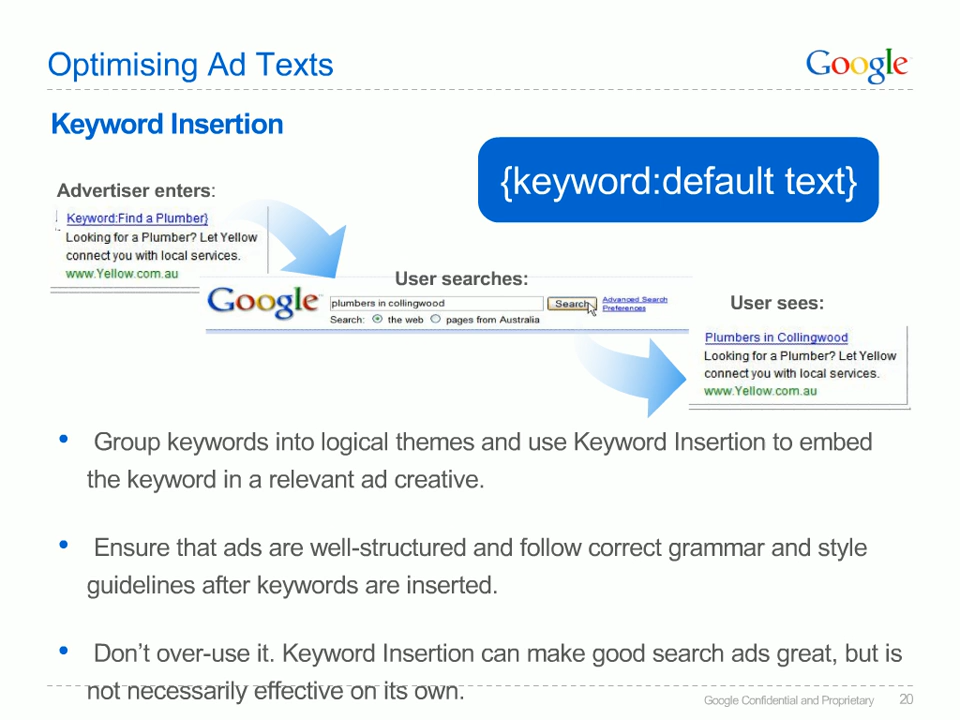 Optimising Ad Texts
Google
Keyword Insertion
{keyword:default text}
Advertiser enters:
Keyword:Find a Plumber}
Looking for a Plumber? Let Yellow
connect you with local services.
www.Yellow.com.au
User searches:
Google
plumbers in collingwood
Search
Advanced Search
Preferences
Search: the web pages from Australia
User sees:
Plumbers in Collingwood
Looking for a Plumber? Let Yellow
connect you with local services.
www.Yellow.com.au
• Group keywords into logical themes and use Keyword Insertion to embed
the keyword in a relevant ad creative.
• Ensure that ads are well-structured and follow correct grammar and style
guidelines after keywords are inserted.
• Don’t over-use it. Keyword Insertion can make good search ads great, but is
not necessarily effective on its own.
Google Confidential and Proprietary 20